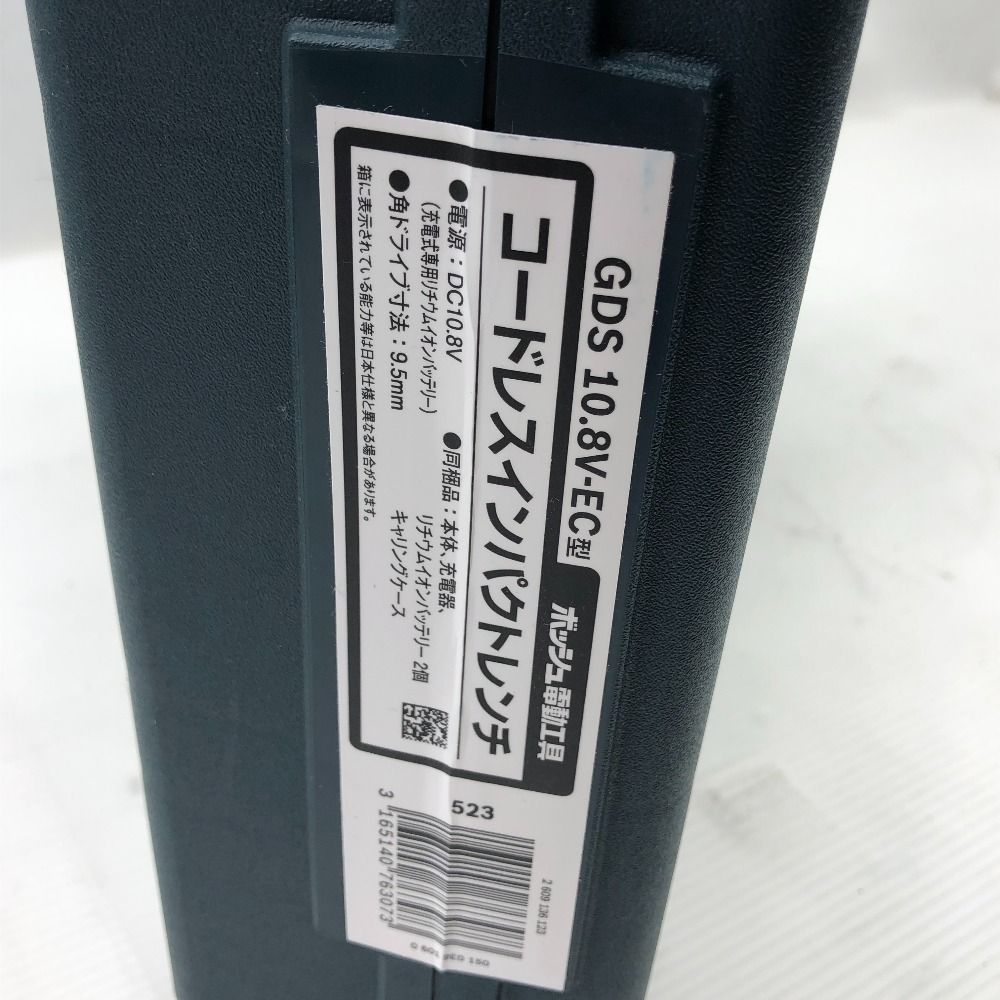 GDS 10.8V-EC型
ボッシュ電動工具
コードレスインパクトレンチ
●電源：DC10.8V
(充電式専用リチウムイオンバッテリー)
●角ドライブ寸法：9.5mm
●同梱品：本体、充電器、
リチウムイオンバッテリー 2個
キャリングケース
箱に表示されている能力等は日本仕様と異なる場合があります。
523
2 609 136 123
3 165140 763073